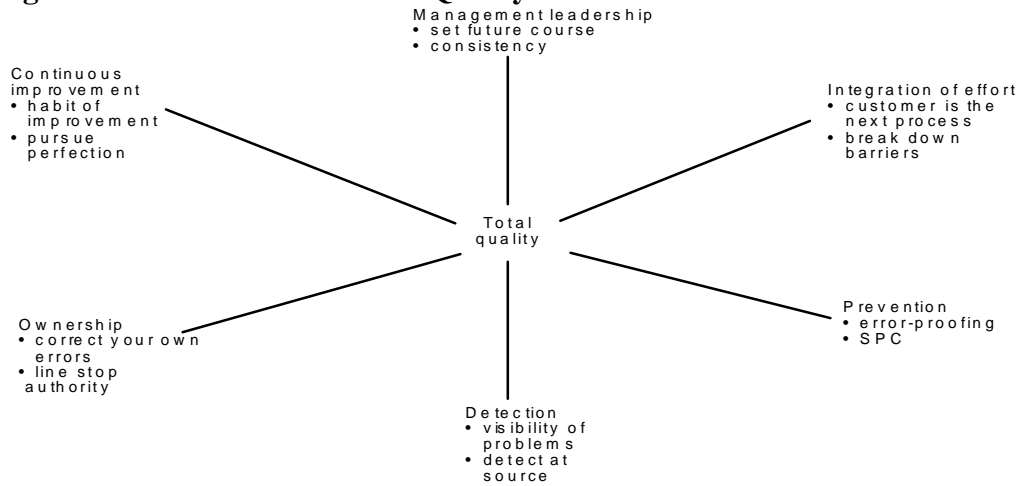 Management leadership
• set future course
• consistency
Continuous
improvement
• habit of
improvement
• pursue
perfection
Integration of effort
• customer is the
next process
• break down
barriers
Total
quality
Ownership
• correct your own
errors
• line stop
authority
Prevention
• error-proofing
• SPC
Detection
• visibility of
problems
• detect at
source